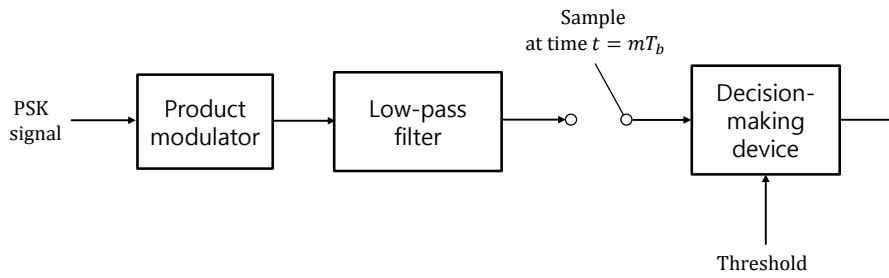 Sample
at time t = mT_b
PSK
signal
Product
modulator
Low-pass
filter
Decision-
making
device
Threshold